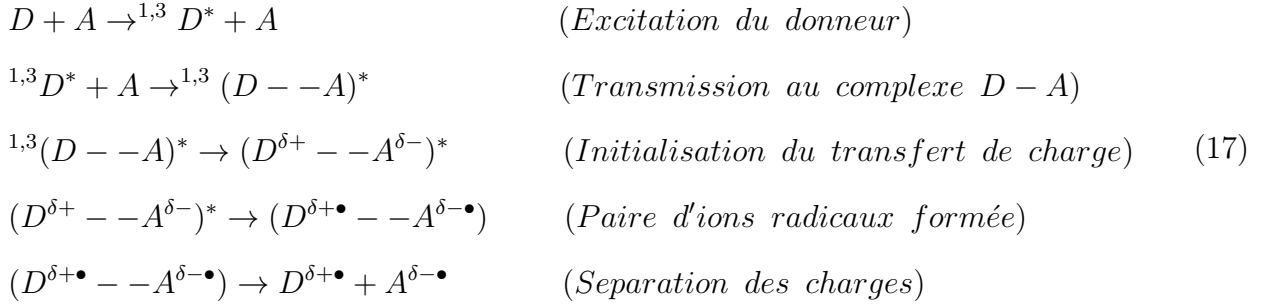 D + A →^{1,3} D* + A (Excitation du donneur)
^{1,3}D* + A →^{1,3} (D − −A)* (Transmission au complexe D − A)
^{1,3}(D − −A)* → (D^{δ+} − −A^{δ−})* (Initialisation du transfert de charge) (17)
(D^{δ+} − −A^{δ−})* → (D^{δ+•} − −A^{δ−•}) (Paire d′ions radicaux formée)
(D^{δ+•} − −A^{δ−•}) → D^{δ+•} + A^{δ−•} (Separation des charges)